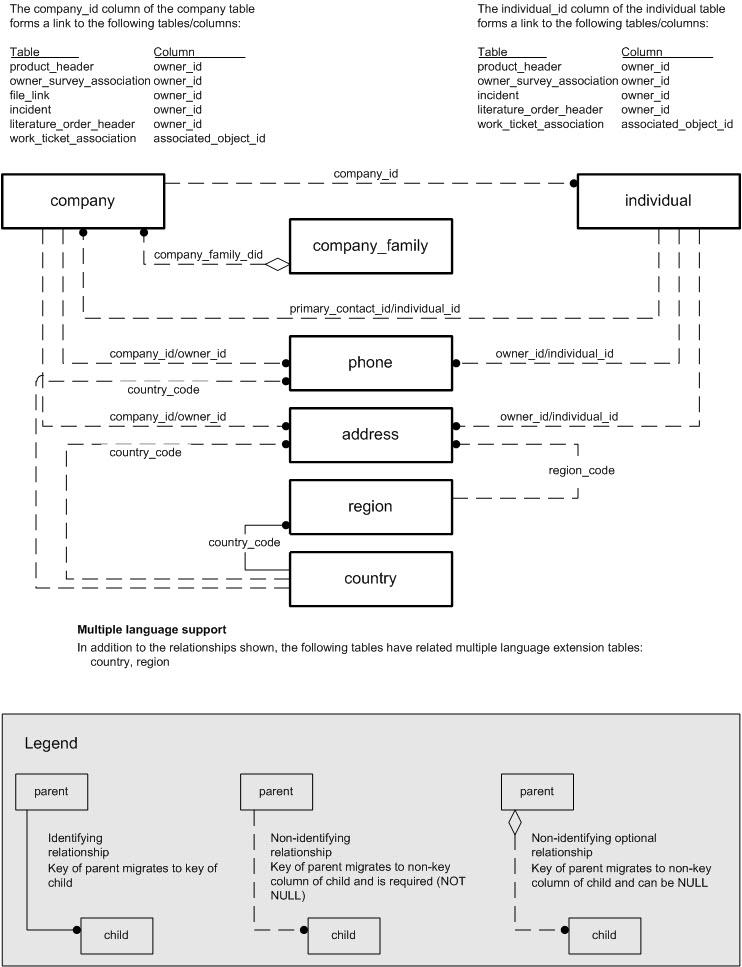 The company_id column of the company table
forms a link to the following tables/columns:
Table Column
product_header owner_id
owner_survey_association owner_id
file_link owner_id
incident owner_id
literature_order_header owner_id
work_ticket_association associated_object_id
The individual_id column of the individual table
forms a link to the following tables/columns:
Table Column
product_header owner_id
owner_survey_association owner_id
incident owner_id
literature_order_header owner_id
work_ticket_association associated_object_id
company_id
company
individual
company_family
company_family_did
primary_contact_id/individual_id
company_id/owner_id
phone
owner_id/individual_id
country_code
company_id/owner_id
address
owner_id/individual_id
country_code
region_code
region
country_code
country
Multiple language support
In addition to the relationships shown, the following tables have related multiple language extension tables:
country, region
Legend
parent
Identifying
relationship
Key of parent migrates to key of
child
child
parent
Non-identifying
relationship
Key of parent migrates to non-key
column of child and is required (NOT
NULL)
child
parent
Non-identifying optional
relationship
Key of parent migrates to non-key
column of child and can be NULL
child